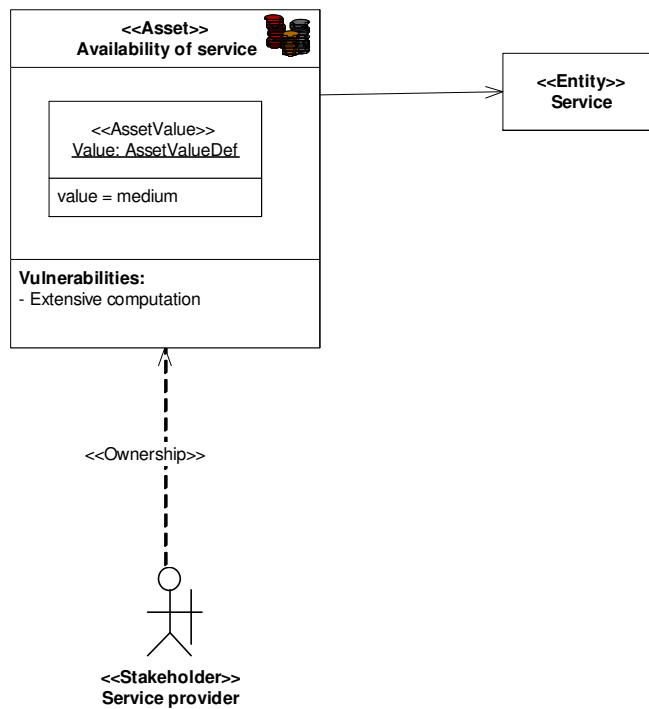 <<Asset>>
Availability of service
<<Entity>>
Service
<<AssetValue>>
Value: AssetValueDef
value = medium
Vulnerabilities:
- Extensive computation
<<Ownership>>
<<Stakeholder>>
Service provider